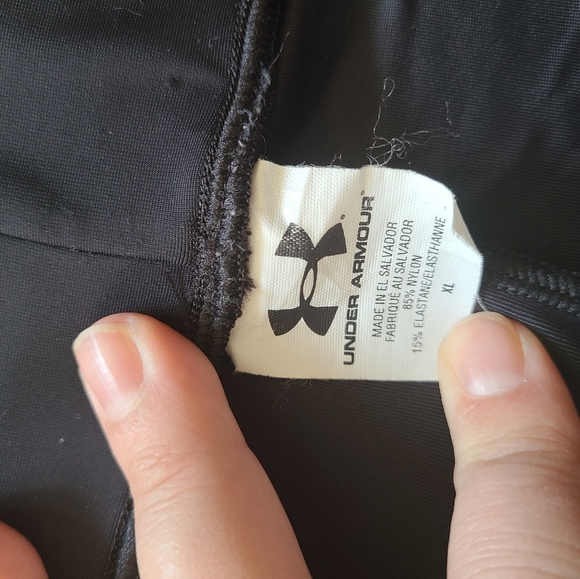 UNDER ARMOUR
MADE IN EL SALVADOR
FABRIQUE AU SALVADOR
85% NYLON
15% ELASTANE/ELASTHANNE
XL